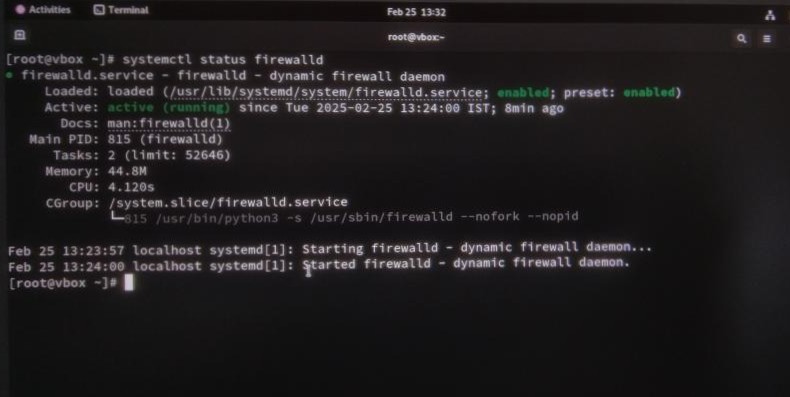 Activities Terminal Feb 25 13:32
root@vbox:~
[root@vbox ~]# systemctl status firewalld
● firewalld.service - firewalld - dynamic firewall daemon
Loaded: loaded (/usr/lib/systemd/system/firewalld.service; enabled; preset: enabled)
Active: active (running) since Tue 2025-02-25 13:24:00 IST; 8min ago
Docs: man:firewalld(1)
Main PID: 815 (firewalld)
Tasks: 2 (limit: 52646)
Memory: 44.8M
CPU: 4.120s
CGroup: /system.slice/firewalld.service
└─815 /usr/bin/python3 -s /usr/sbin/firewalld --nofork --nopid
Feb 25 13:23:57 localhost systemd[1]: Starting firewalld - dynamic firewall daemon...
Feb 25 13:24:00 localhost systemd[1]: Started firewalld - dynamic firewall daemon.
[root@vbox ~]#